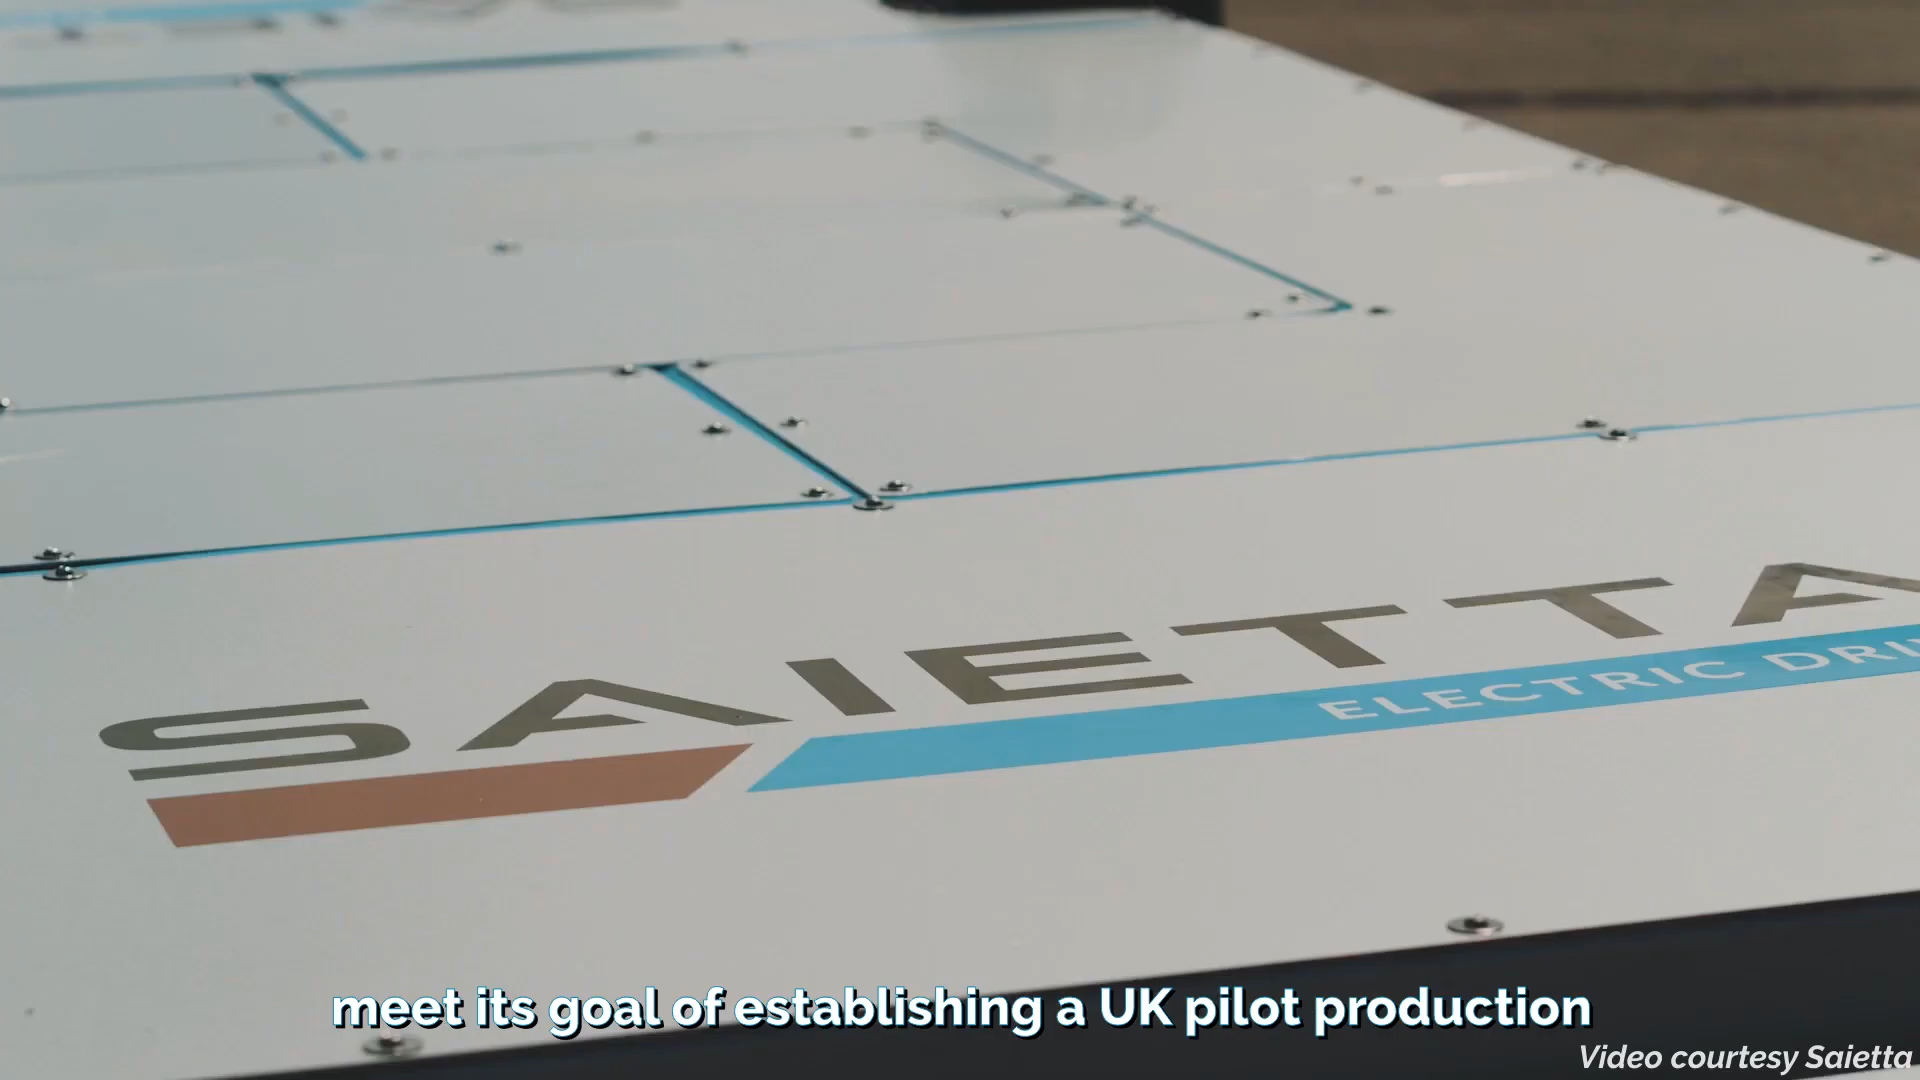 SAIETTA
ELECTRIC DRI
meet its goal of establishing a UK pilot production
Video courtesy Saietta